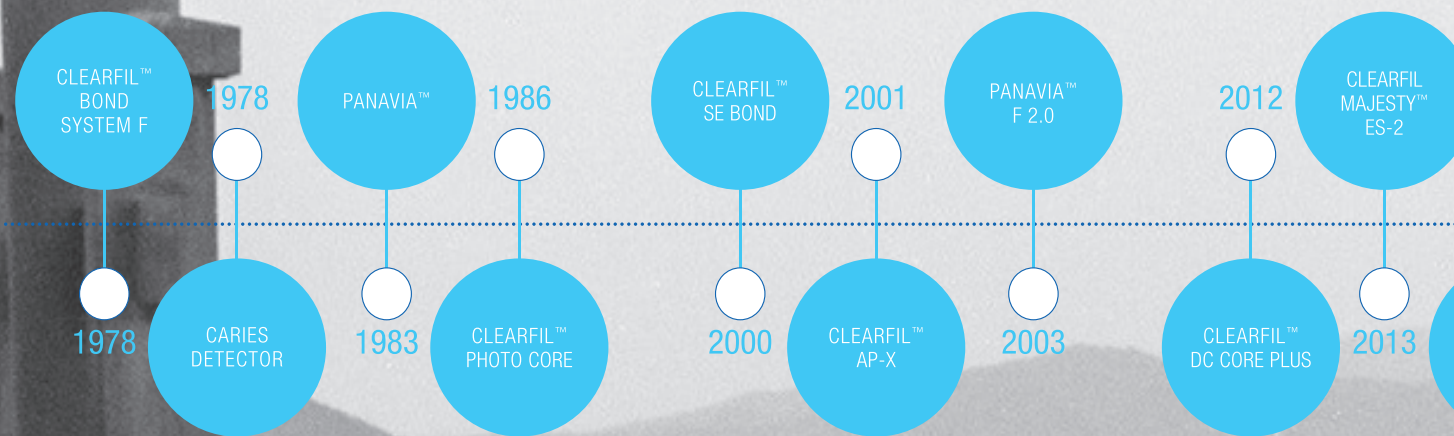 CLEARFIL™
BOND
SYSTEM F
1978
1978
CARIES
DETECTOR
PANAVIA™
1983
1986
CLEARFIL™
PHOTO CORE
CLEARFIL™
SE BOND
2000
2001
CLEARFIL™
AP-X
PANAVIA™
F 2.0
2003
2012
CLEARFIL™
DC CORE PLUS
CLEARFIL
MAJESTY™
ES-2
2013